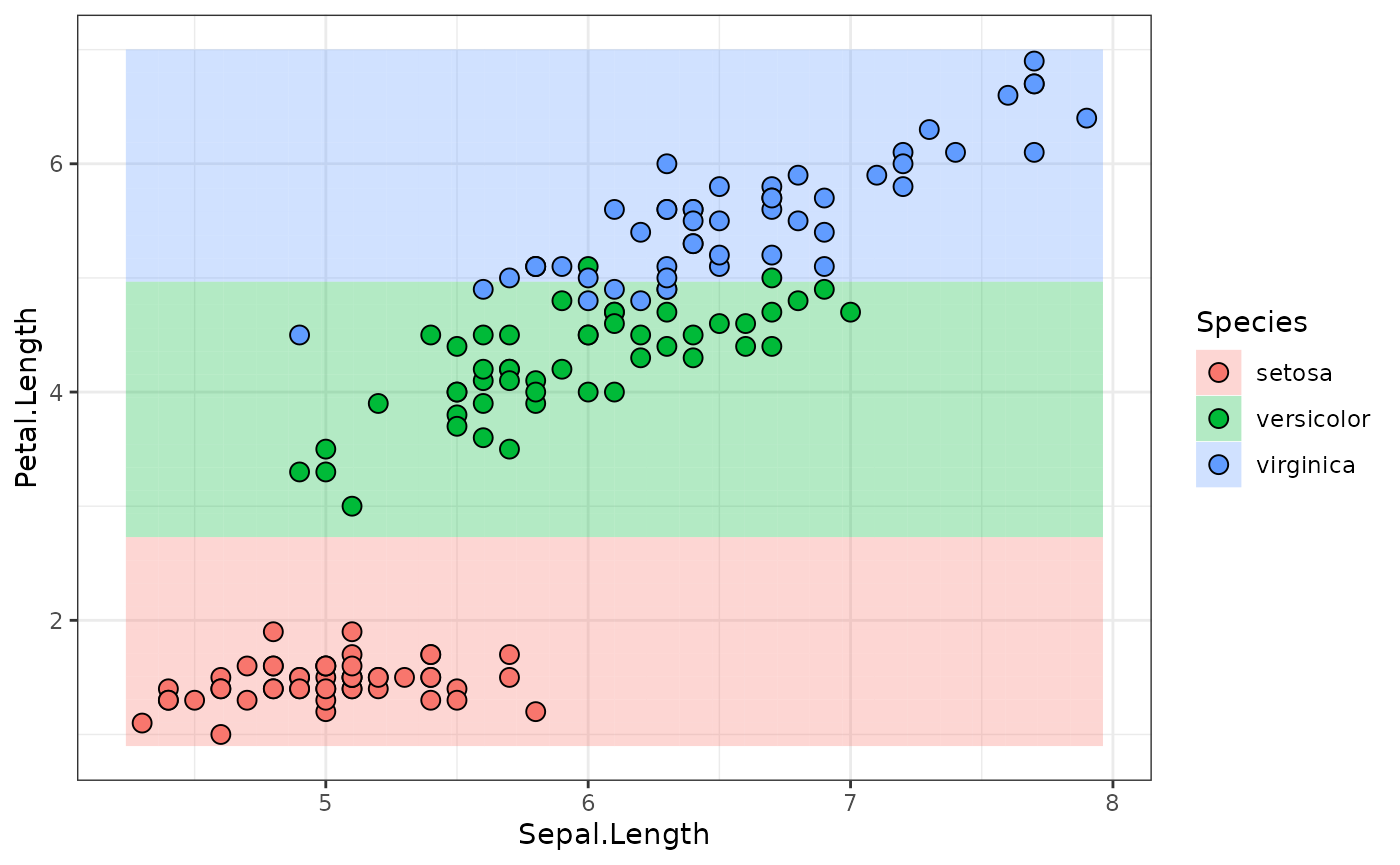 Petal.Length
6
4
2
5 6 7 8
Sepal.Length
Species
setosa
versicolor
virginica